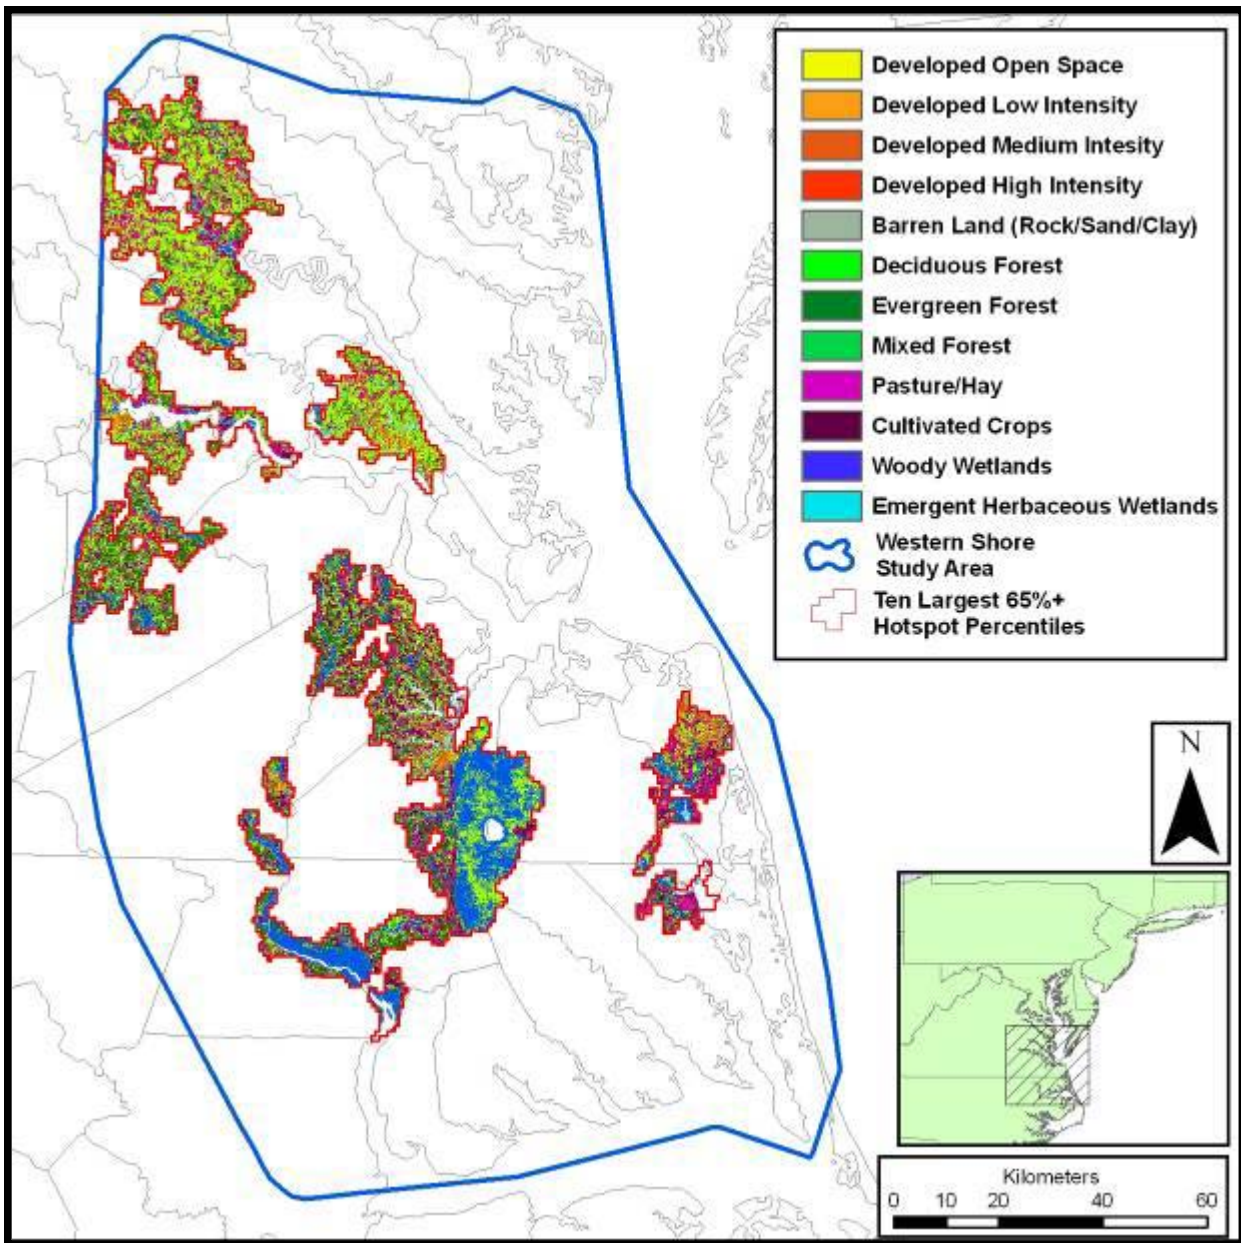 Developed Open Space
Developed Low Intensity
Developed Medium Intesity
Developed High Intensity
Barren Land (Rock/Sand/Clay)
Deciduous Forest
Evergreen Forest
Mixed Forest
Pasture/Hay
Cultivated Crops
Woody Wetlands
Emergent Herbaceous Wetlands
Western Shore
Study Area
Ten Largest 65%+
Hotspot Percentiles
N
Kilometers
0 10 20 40 60